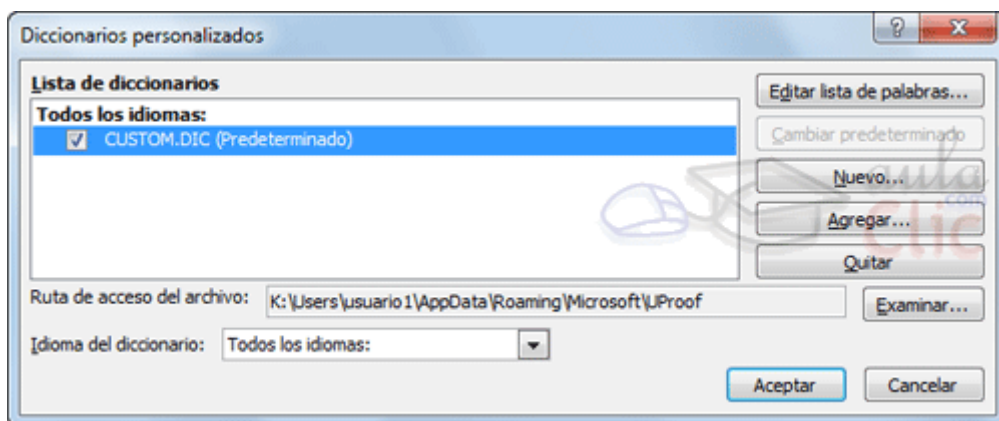 Diccionarios personalizados
Lista de diccionarios
Todos los idiomas:
CUSTOM.DIC (Predeterminado)
Editar lista de palabras...
Cambiar predeterminado
Nuevo...
Agregar...
Quitar
aula
.com
Clic
Ruta de acceso del archivo: K:\Users\usuario1\AppData\Roaming\Microsoft\UProof Examinar...
Idioma del diccionario: Todos los idiomas:
Aceptar Cancelar